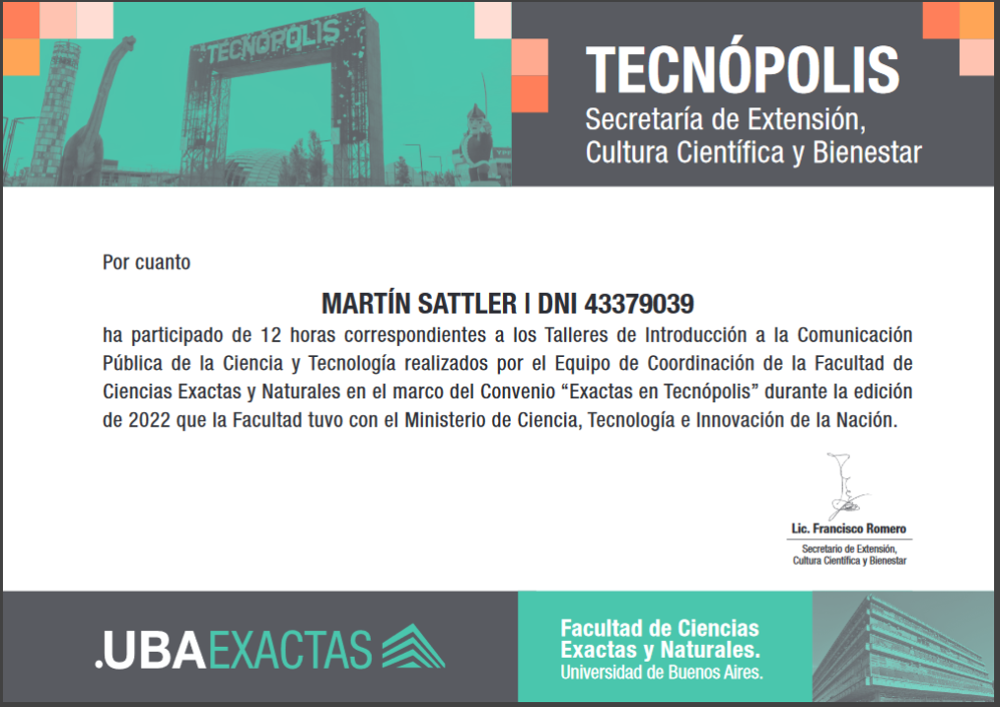 TECNÓPOLIS
TECNÓPOLIS
Secretaría de Extensión,
Cultura Científica y Bienestar
Por cuanto
MARTÍN SATTLER | DNI 43379039
ha participado de 12 horas correspondientes a los Talleres de Introducción a la Comunicación
Pública de la Ciencia y Tecnología realizados por el Equipo de Coordinación de la Facultad de
Ciencias Exactas y Naturales en el marco del Convenio “Exactas en Tecnópolis” durante la edición
de 2022 que la Facultad tuvo con el Ministerio de Ciencia, Tecnología e Innovación de la Nación.
Lic. Francisco Romero
Secretario de Extensión,
Cultura Científica y Bienestar
.UBAEXACTAS
Facultad de Ciencias
Exactas y Naturales.
Universidad de Buenos Aires.